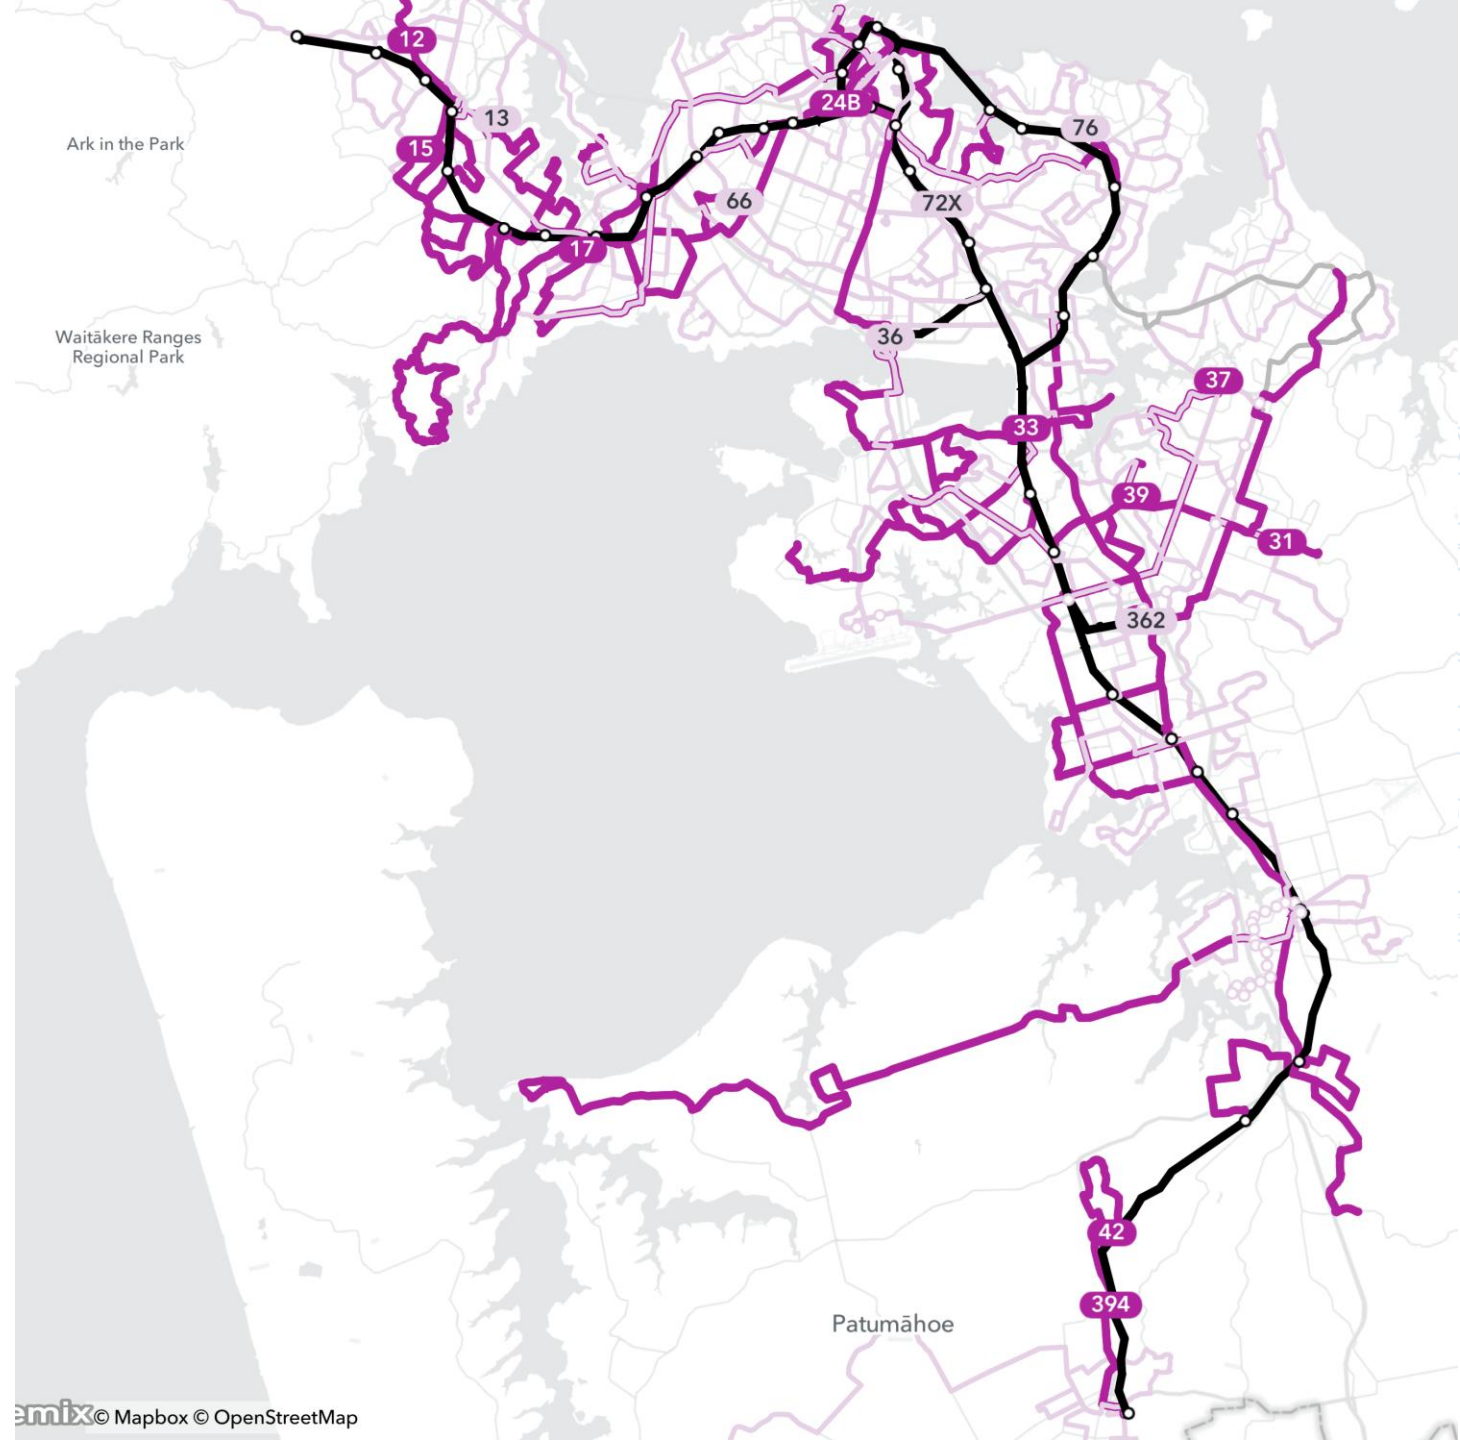 12
24B
13
76
Ark in the Park
15
66
72X
17
Waitākere Ranges
Regional Park
36
37
33
39
31
362
42
394
Patumāhoe
emix © Mapbox © OpenStreetMap